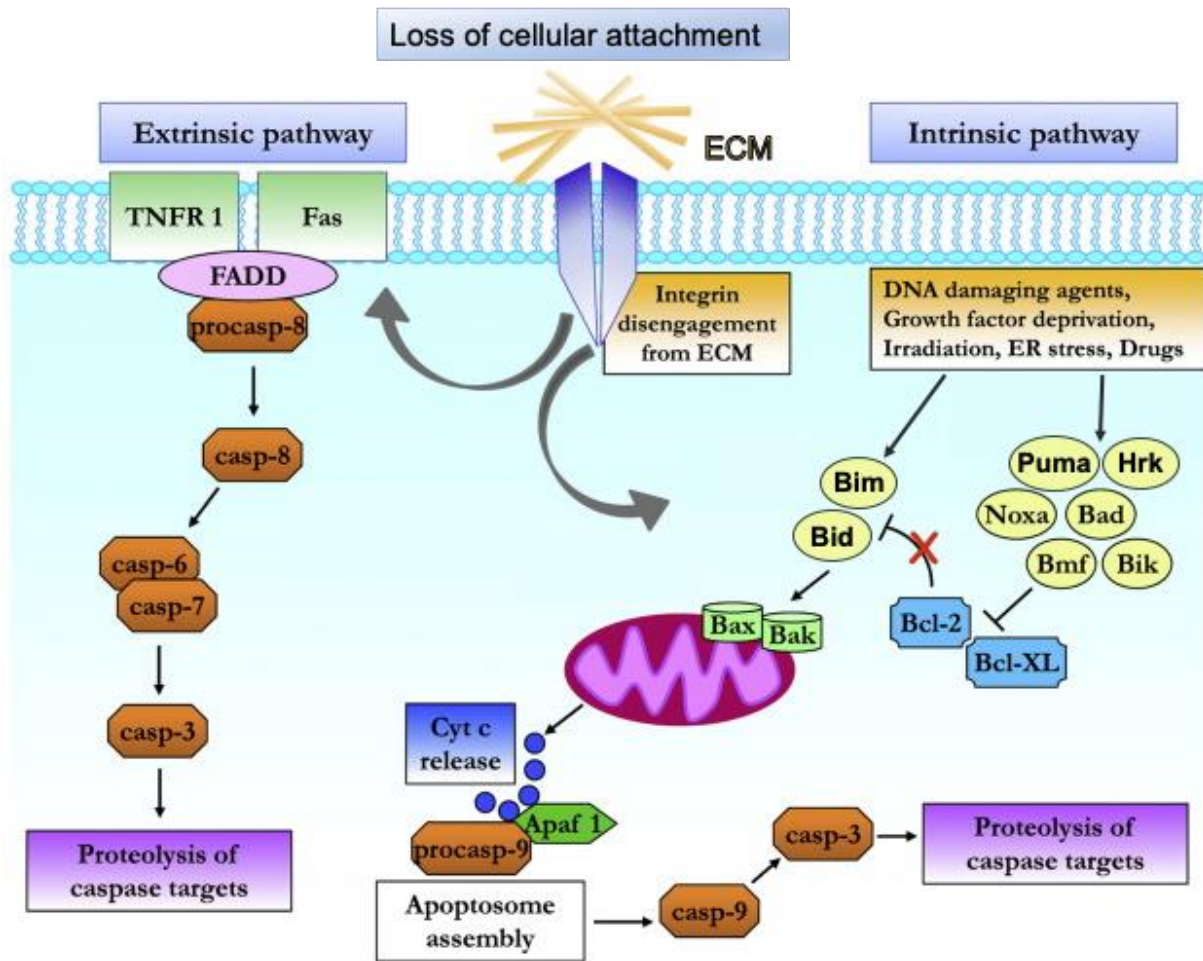 Loss of cellular attachment
Extrinsic pathway
ECM
Intrinsic pathway
TNFR 1
Fas
FADD
procasp-8
Integrin
disengagement
from ECM
DNA damaging agents,
Growth factor deprivation,
Irradiation, ER stress, Drugs
casp-8
Bim
Bid
Puma
Hrk
Noxa
Bad
Bmf
Bik
casp-6
casp-7
Bax
Bak
Bcl-2
Bcl-XL
casp-3
Cyt c
release
Apaf 1
procasp-9
Apoptosome
assembly
casp-9
casp-3
Proteolysis of
caspase targets
Proteolysis of
caspase targets